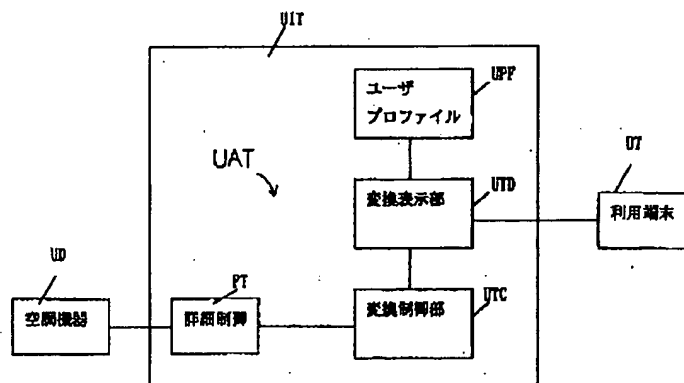 UIT
ユーザ
プロファイル
UPF
UAT
変換表示部
UTD
UT
利用端末
UD
空間機器
PT
詳細制御
変換制御部
UTC